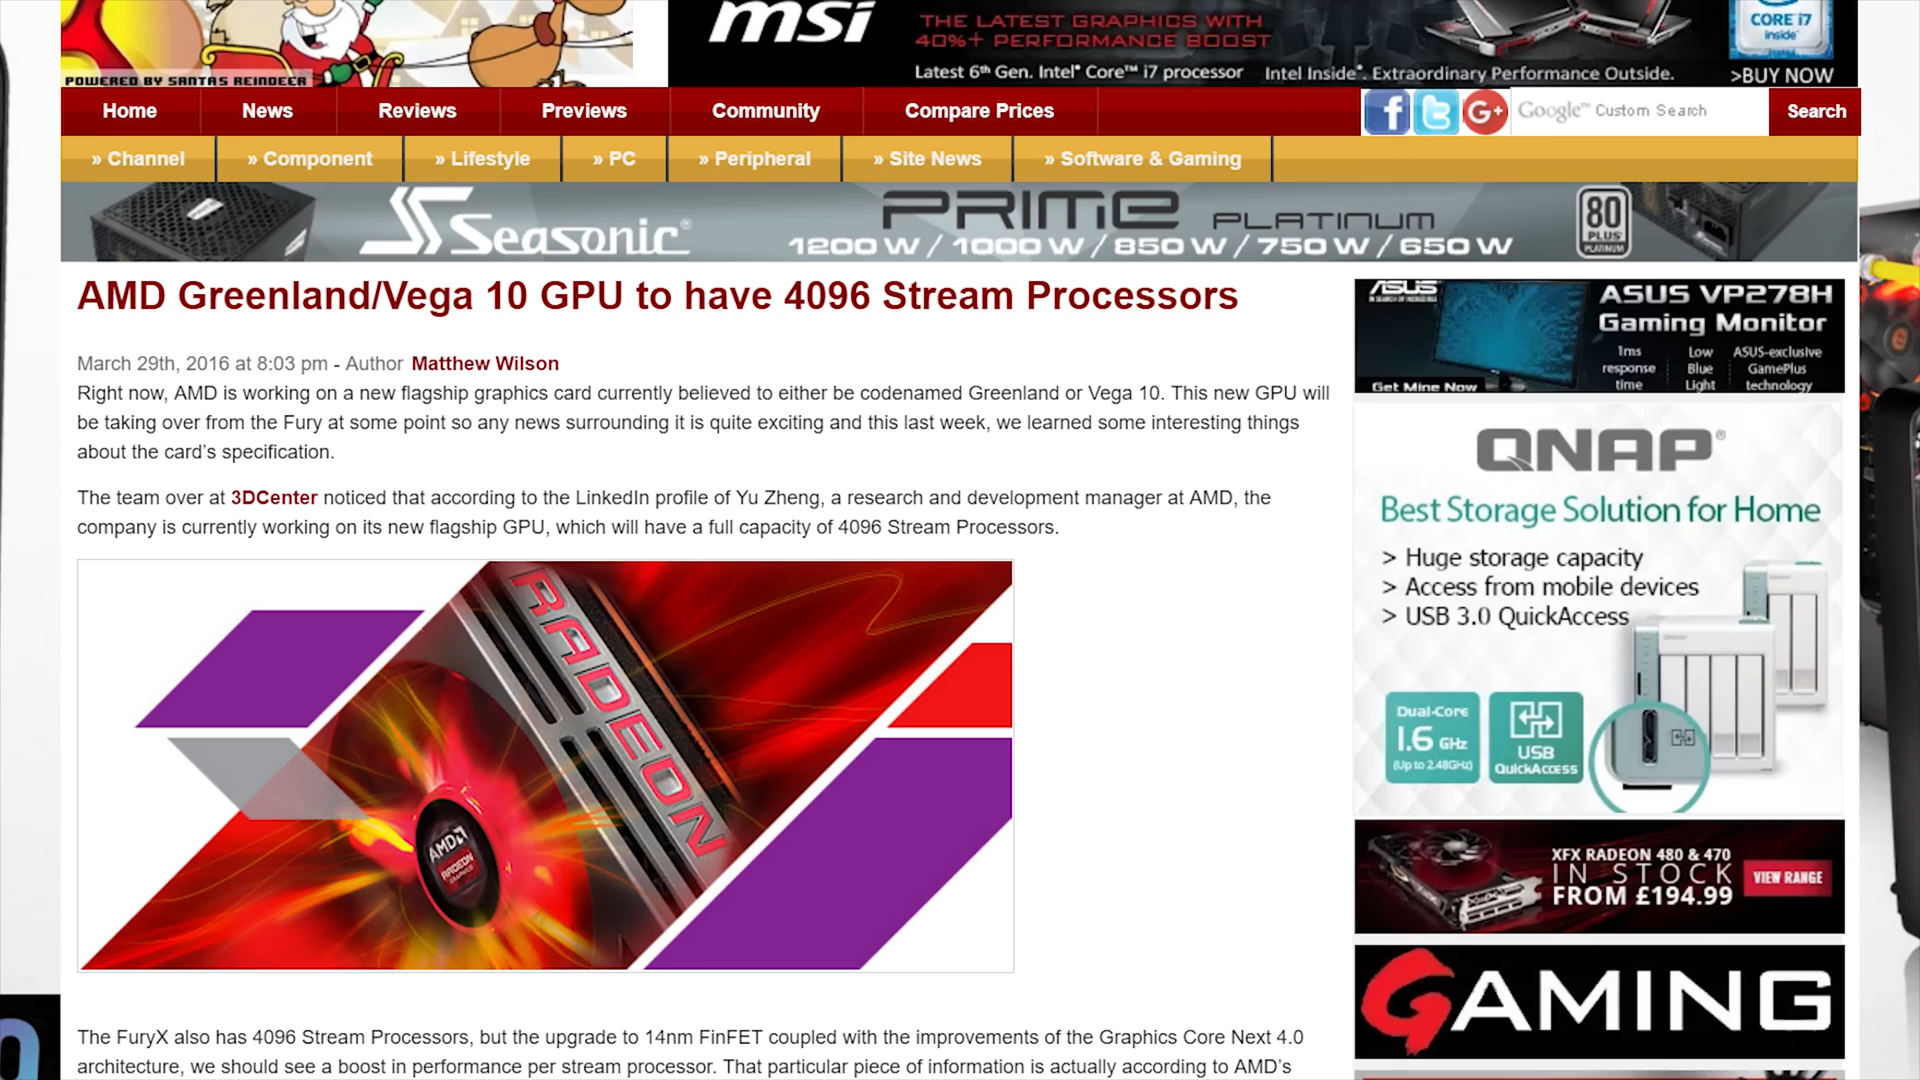 POWERED BY SANTAS REINDEER
msi
THE LATEST GRAPHICS WITH
40%+ PERFORMANCE BOOST
Latest 6th Gen. Intel® Core™ i7 processor Intel Inside®. Extraordinary Performance Outside.
CORE i7
inside™
>BUY NOW
Home News Reviews Previews Community Compare Prices
Google™ Custom Search Search
» Channel » Component » Lifestyle » PC » Peripheral » Site News » Software & Gaming
Seasonic®
PRIME PLATINUM
1200 W / 1000 W / 850 W / 750 W / 650 W
80
PLUS
PLATINUM
AMD Greenland/Vega 10 GPU to have 4096 Stream Processors
March 29th, 2016 at 8:03 pm - Author Matthew Wilson
Right now, AMD is working on a new flagship graphics card currently believed to either be codenamed Greenland or Vega 10. This new GPU will
be taking over from the Fury at some point so any news surrounding it is quite exciting and this last week, we learned some interesting things
about the card’s specification.
The team over at 3DCenter noticed that according to the LinkedIn profile of Yu Zheng, a research and development manager at AMD, the
company is currently working on its new flagship GPU, which will have a full capacity of 4096 Stream Processors.
RADEON
AMD
RADEON
GRAPHICS
The FuryX also has 4096 Stream Processors, but the upgrade to 14nm FinFET coupled with the improvements of the Graphics Core Next 4.0
architecture, we should see a boost in performance per stream processor. That particular piece of information is actually according to AMD’s
ASUS
IN SEARCH OF INCREDIBLE
ASUS VP278H
Gaming Monitor
1ms
response
time
Low
Blue
Light
ASUS-exclusive
GamePlus
technology
Get Mine Now
QNAP®
Best Storage Solution for Home
> Huge storage capacity
> Access from mobile devices
> USB 3.0 QuickAccess
Dual-Core
1.6 GHz
(Up to 2.48GHz)
USB
QuickAccess
XFX RADEON 480 & 470
IN STOCK
FROM £194.99
VIEW RANGE
GAMING